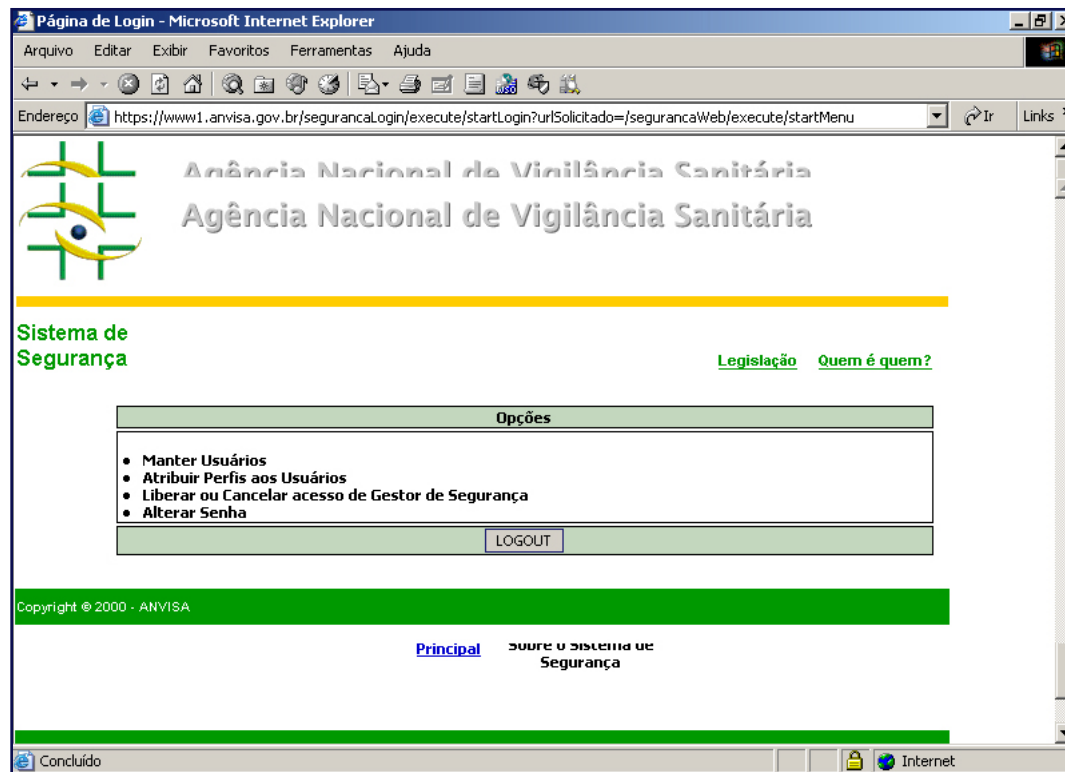 Página de Login - Microsoft Internet Explorer
Arquivo Editar Exibir Favoritos Ferramentas Ajuda
Endereço https://www1.anvisa.gov.br/segurancaLogin/execute/startLogin?urlSolicitado=/segurancaWeb/execute/startMenu Ir Links
Agência Nacional de Vigilância Sanitária
Agência Nacional de Vigilância Sanitária
Sistema de
Segurança
Legislação Quem é quem?
Opções
• Manter Usuários
• Atribuir Perfis aos Usuários
• Liberar ou Cancelar acesso de Gestor de Segurança
• Alterar Senha
LOGOUT
Copyright © 2000 - ANVISA
Principal Sobre o Sistema de
Segurança
Concluído Internet